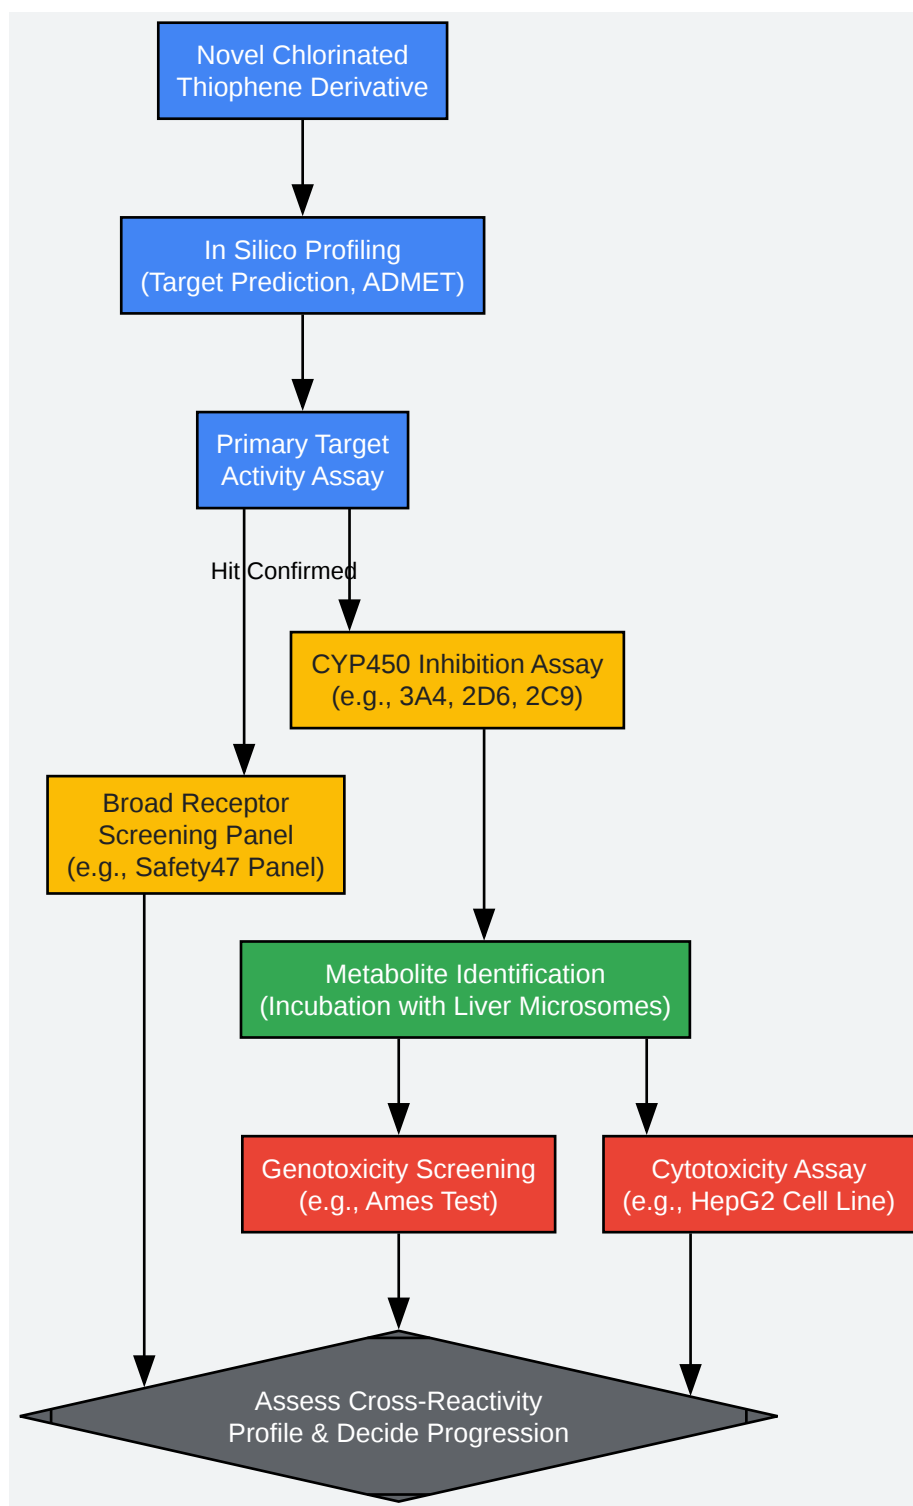 Novel Chlorinated
Thiophene Derivative
In Silico Profiling
(Target Prediction, ADMET)
Primary Target
Activity Assay
Hit Confirmed
CYP450 Inhibition Assay
(e.g., 3A4, 2D6, 2C9)
Broad Receptor
Screening Panel
(e.g., Safety47 Panel)
Metabolite Identification
(Incubation with Liver Microsomes)
Genotoxicity Screening
(e.g., Ames Test)
Cytotoxicity Assay
(e.g., HepG2 Cell Line)
Assess Cross-Reactivity
Profile & Decide Progression